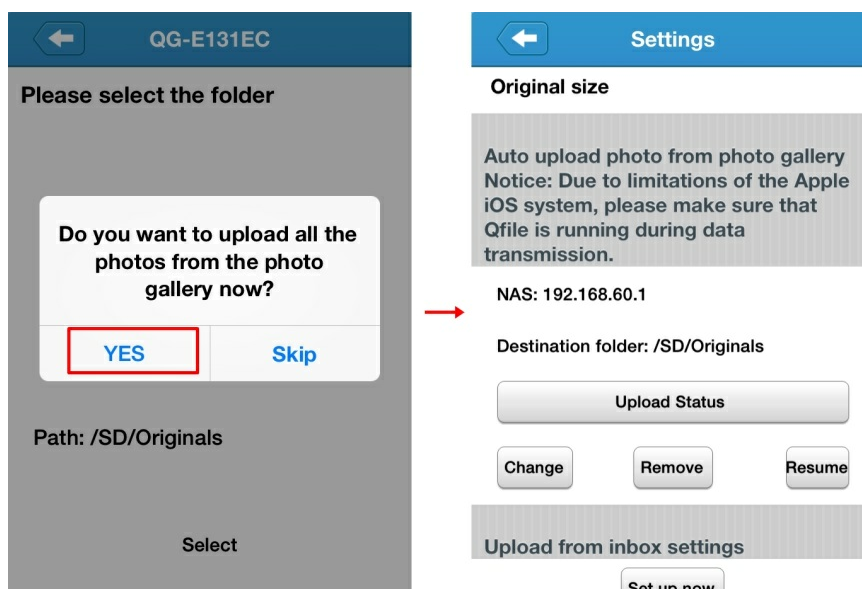 QG-E131EC
Please select the folder
Do you want to upload all the
photos from the photo
gallery now?
YES
Skip
Path: /SD/Originals
Select
Settings
Original size
Auto upload photo from photo gallery
Notice: Due to limitations of the Apple
iOS system, please make sure that
Qfile is running during data
transmission.
NAS: 192.168.60.1
Destination folder: /SD/Originals
Upload Status
Change
Remove
Resume
Upload from inbox settings
Set up now